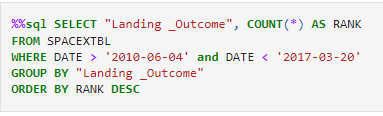 %%sql SELECT "Landing _Outcome", COUNT(*) AS RANK
FROM SPACEXTBL
WHERE DATE > '2010-06-04' and DATE < '2017-03-20'
GROUP BY "Landing _Outcome"
ORDER BY RANK DESC